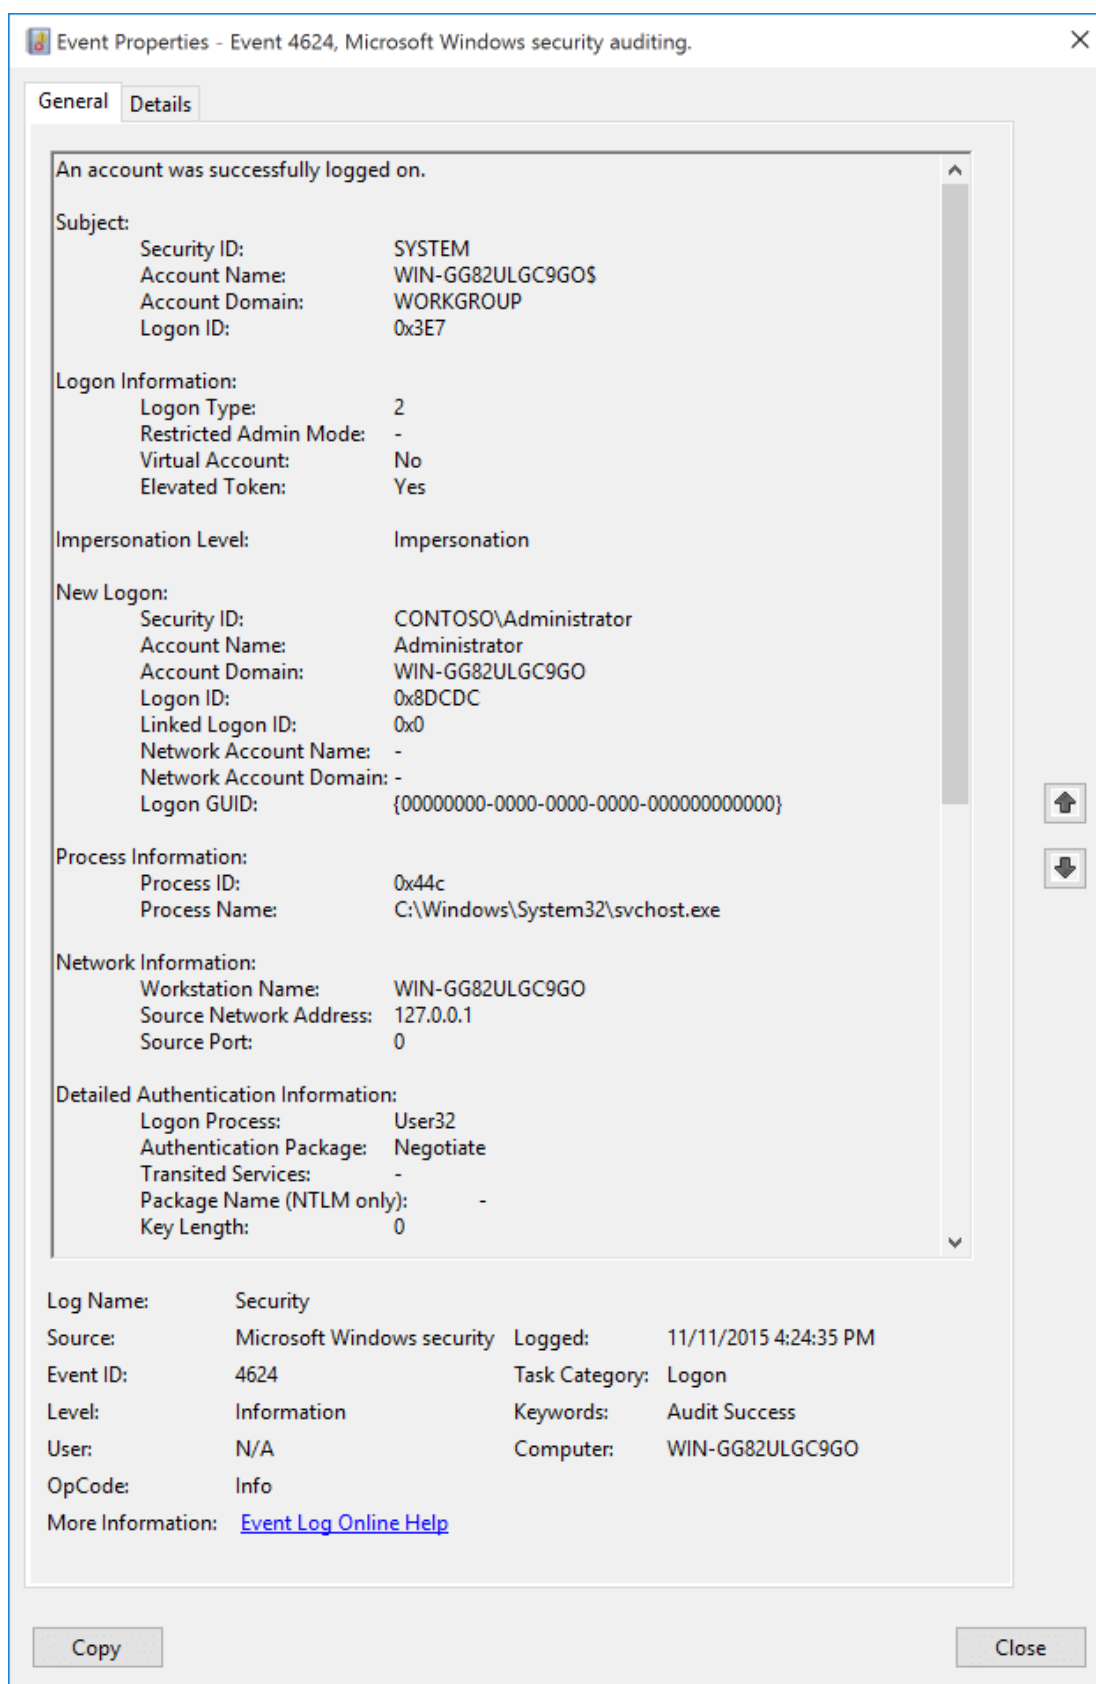 Event Properties - Event 4624, Microsoft Windows security auditing.
General Details
An account was successfully logged on.
Subject:
Security ID: SYSTEM
Account Name: WIN-GG82ULGC9GO$
Account Domain: WORKGROUP
Logon ID: 0x3E7
Logon Information:
Logon Type: 2
Restricted Admin Mode: -
Virtual Account: No
Elevated Token: Yes
Impersonation Level: Impersonation
New Logon:
Security ID: CONTOSO\Administrator
Account Name: Administrator
Account Domain: WIN-GG82ULGC9GO
Logon ID: 0x8DCDC
Linked Logon ID: 0x0
Network Account Name: -
Network Account Domain: -
Logon GUID: {00000000-0000-0000-0000-000000000000}
Process Information:
Process ID: 0x44c
Process Name: C:\Windows\System32\svchost.exe
Network Information:
Workstation Name: WIN-GG82ULGC9GO
Source Network Address: 127.0.0.1
Source Port: 0
Detailed Authentication Information:
Logon Process: User32
Authentication Package: Negotiate
Transited Services: -
Package Name (NTLM only): -
Key Length: 0
Log Name: Security
Source: Microsoft Windows security Logged: 11/11/2015 4:24:35 PM
Event ID: 4624 Task Category: Logon
Level: Information Keywords: Audit Success
User: N/A Computer: WIN-GG82ULGC9GO
OpCode: Info
More Information: Event Log Online Help
Copy Close